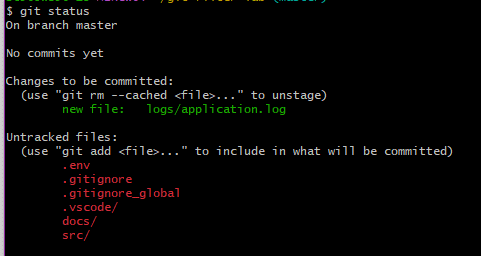 $ git status
On branch master
No commits yet
Changes to be committed:
(use "git rm --cached <file>..." to unstage)
new file: logs/application.log
Untracked files:
(use "git add <file>..." to include in what will be committed)
.env
.gitignore
.gitignore_global
.vscode/
docs/
src/